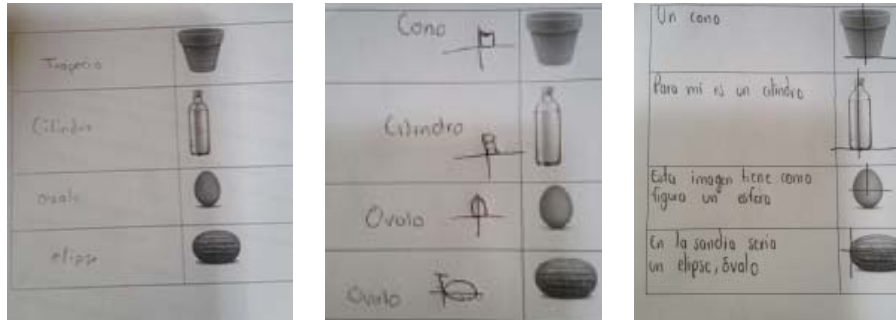 Trapecio
Cilindro
ovalo
elipse
Cono
Cilindro
Ovalo
Ovalo
Un cono
Para mi es un cilindro
Esta imagen tiene como
figura un esfera
En la sandia seria
un elipse, óvalo